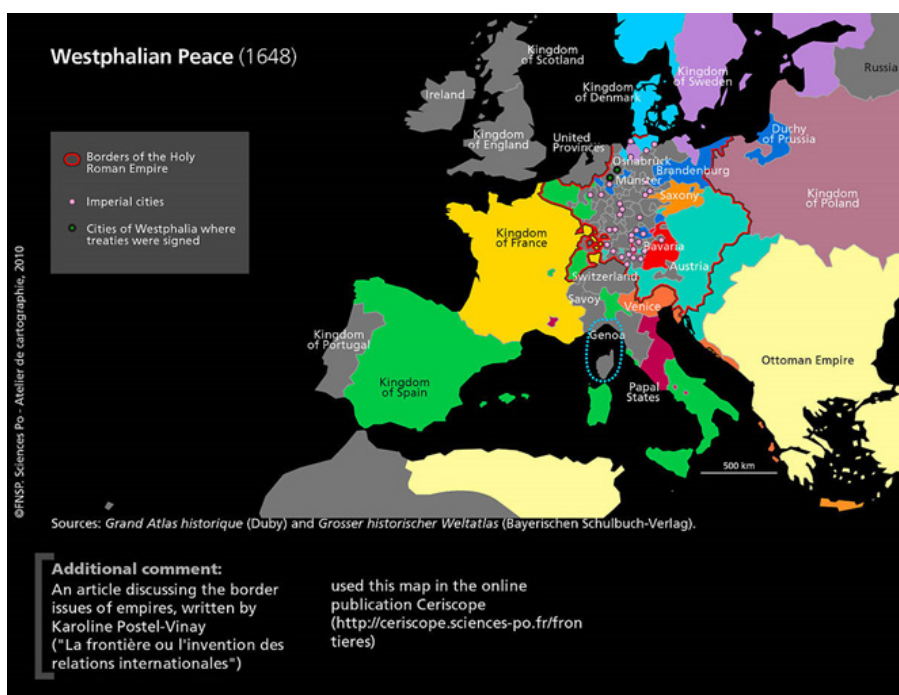 Westphalian Peace (1648)
Borders of the Holy
Roman Empire
Imperial cities
Cities of Westphalia where
treaties were signed
Kingdom
of Scotland
Ireland
Kingdom
of England
United
Provinces
Kingdom
of Denmark
Kingdom
of Sweden
Russia
Duchy
of Prussia
Osnabrück
Münster
Brandenburg
Saxony
Kingdom
of Poland
Kingdom
of France
Bavaria
Austria
Switzerland
Savoy
Venice
Genoa
Kingdom
of Portugal
Kingdom
of Spain
Papal
States
Ottoman Empire
500 km
©FNSP. Sciences Po - Atelier de cartographie, 2010
Sources: Grand Atlas historique (Duby) and Grosser historischer Weltatlas (Bayerischen Schulbuch-Verlag).
Additional comment:
An article discussing the border
issues of empires, written by
Karoline Postel-Vinay
("La frontière ou l'invention des
relations internationales")
used this map in the online
publication Ceriscope
(http://ceriscope.sciences-po.fr/fron
tieres)